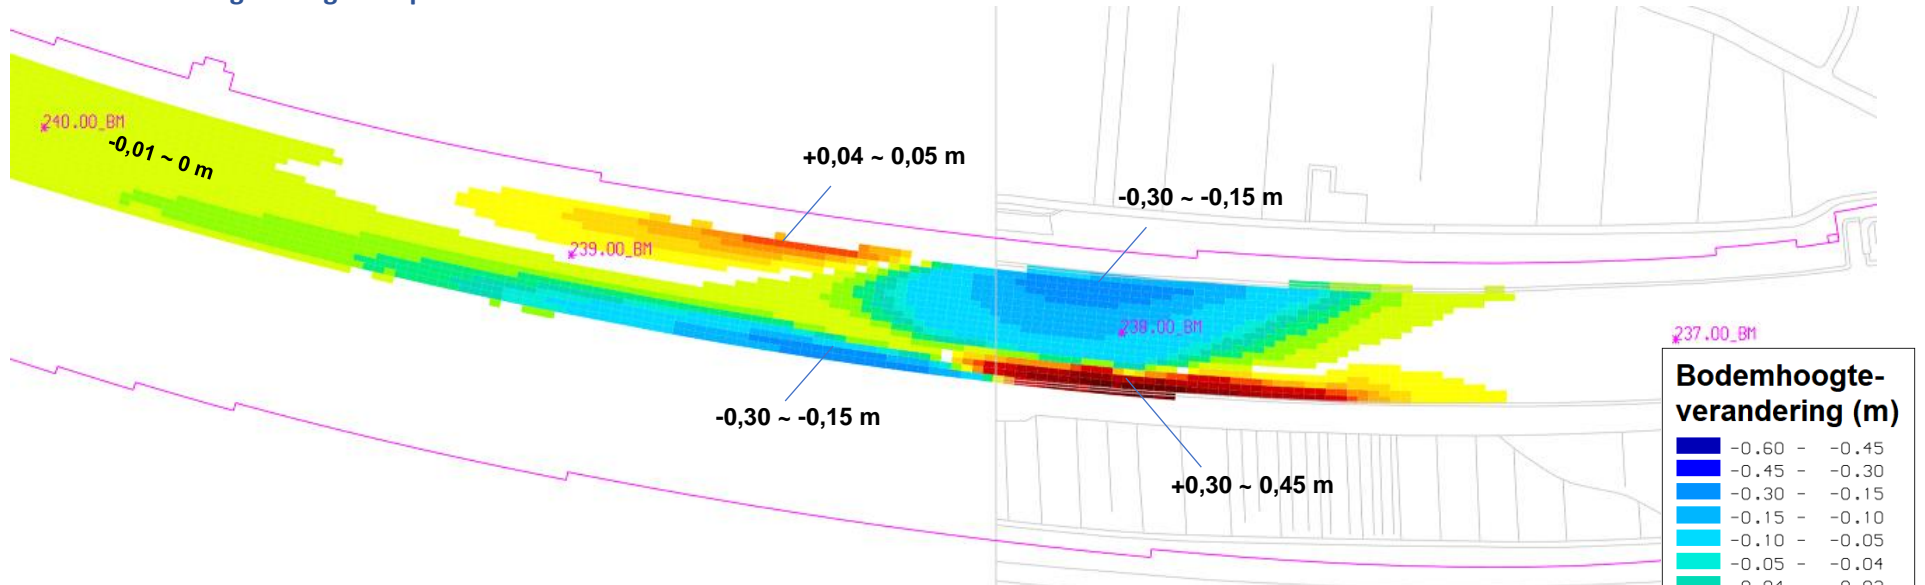 240.00_BM
-0,01 ~ 0 m
+0,04 ~ 0,05 m
-0,30 ~ -0,15 m
239.00_BM
238.00_BM
237.00_BM
-0,30 ~ -0,15 m
+0,30 ~ 0,45 m
Bodemhoogte-
verandering (m)
-0.60 - -0.45
-0.45 - -0.30
-0.30 - -0.15
-0.15 - -0.10
-0.10 - -0.05
-0.05 - -0.04